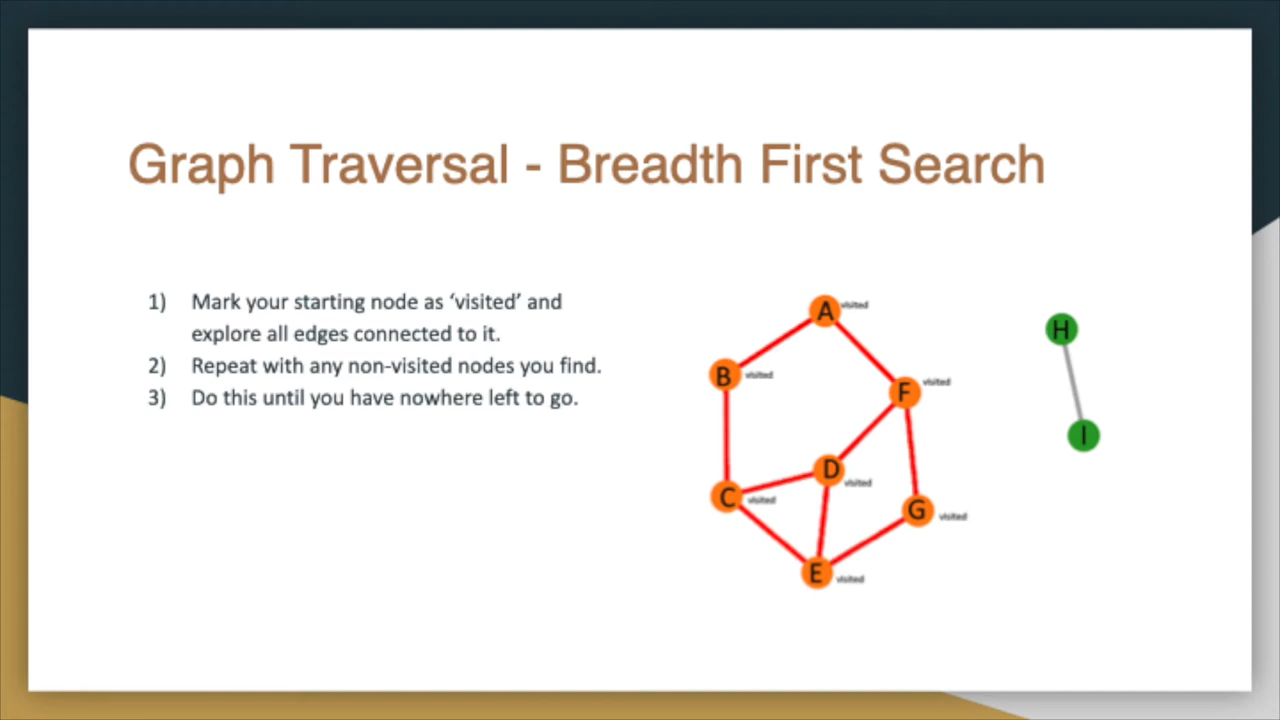 Graph Traversal - Breadth First Search
1) Mark your starting node as ‘visited’ and
explore all edges connected to it.
2) Repeat with any non-visited nodes you find.
3) Do this until you have nowhere left to go.
A visited
H
B visited
F visited
I
D visited
C visited
G visited
E visited